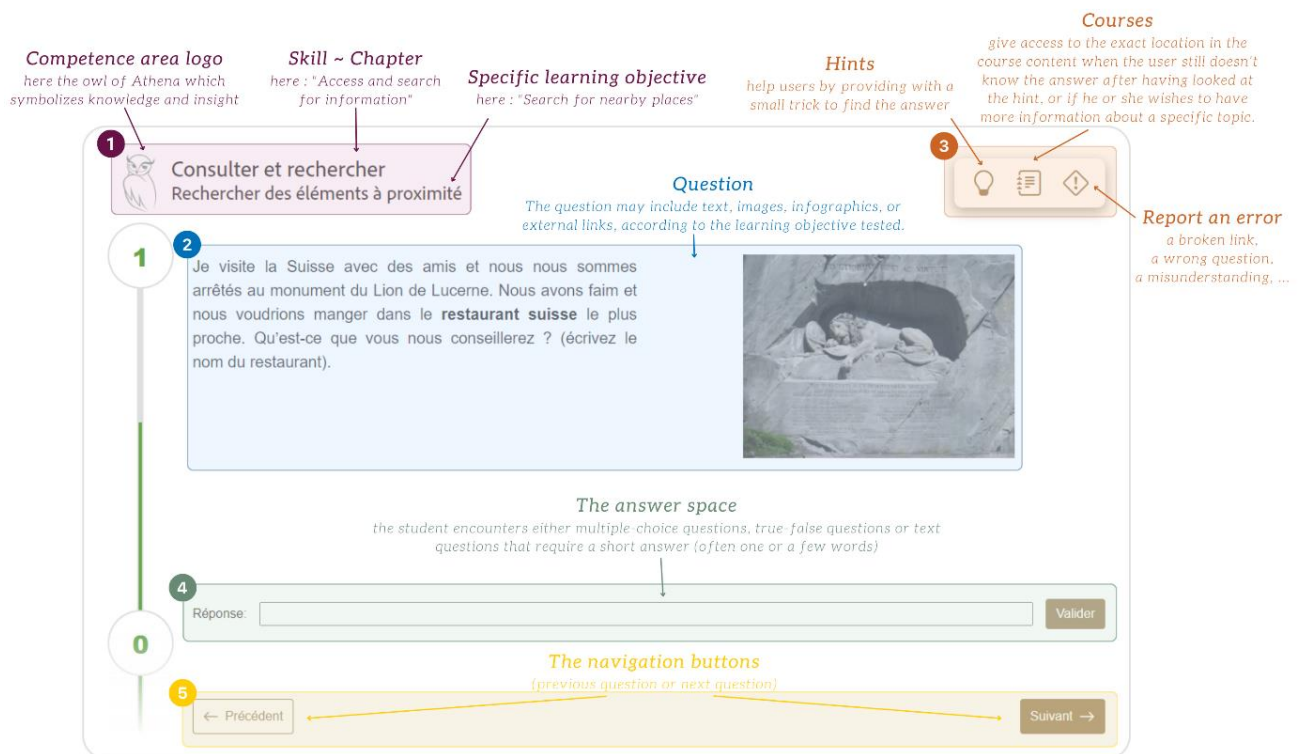 Courses
give access to the exact location in the
course content when the user still doesn't
know the answer after having looked at
the hint, or if he or she wishes to have
more information about a specific topic.
Competence area logo
here the owl of Athena which
symbolizes knowledge and insight
Skill ~ Chapter
here : "Access and search
for information"
Specific learning objective
here : "Search for nearby places"
Hints
help users by providing with a
small trick to find the answer
1
Consulter et rechercher
Rechercher des éléments à proximité
3
Question
The question may include text, images, infographics, or
external links, according to the learning objective tested.
Report an error
a broken link,
a wrong question,
a misunderstanding, ...
1
2
Je visite la Suisse avec des amis et nous nous sommes
arrêtés au monument du Lion de Lucerne. Nous avons faim et
nous voudrions manger dans le restaurant suisse le plus
proche. Qu'est-ce que vous nous conseillerez ? (écrivez le
nom du restaurant).
The answer space
the student encounters either multiple-choice questions, true-false questions or text
questions that require a short answer (often one or a few words)
4
Réponse:
Valider
0
The navigation buttons
(previous question or next question)
5
← Précédent
Suivant →